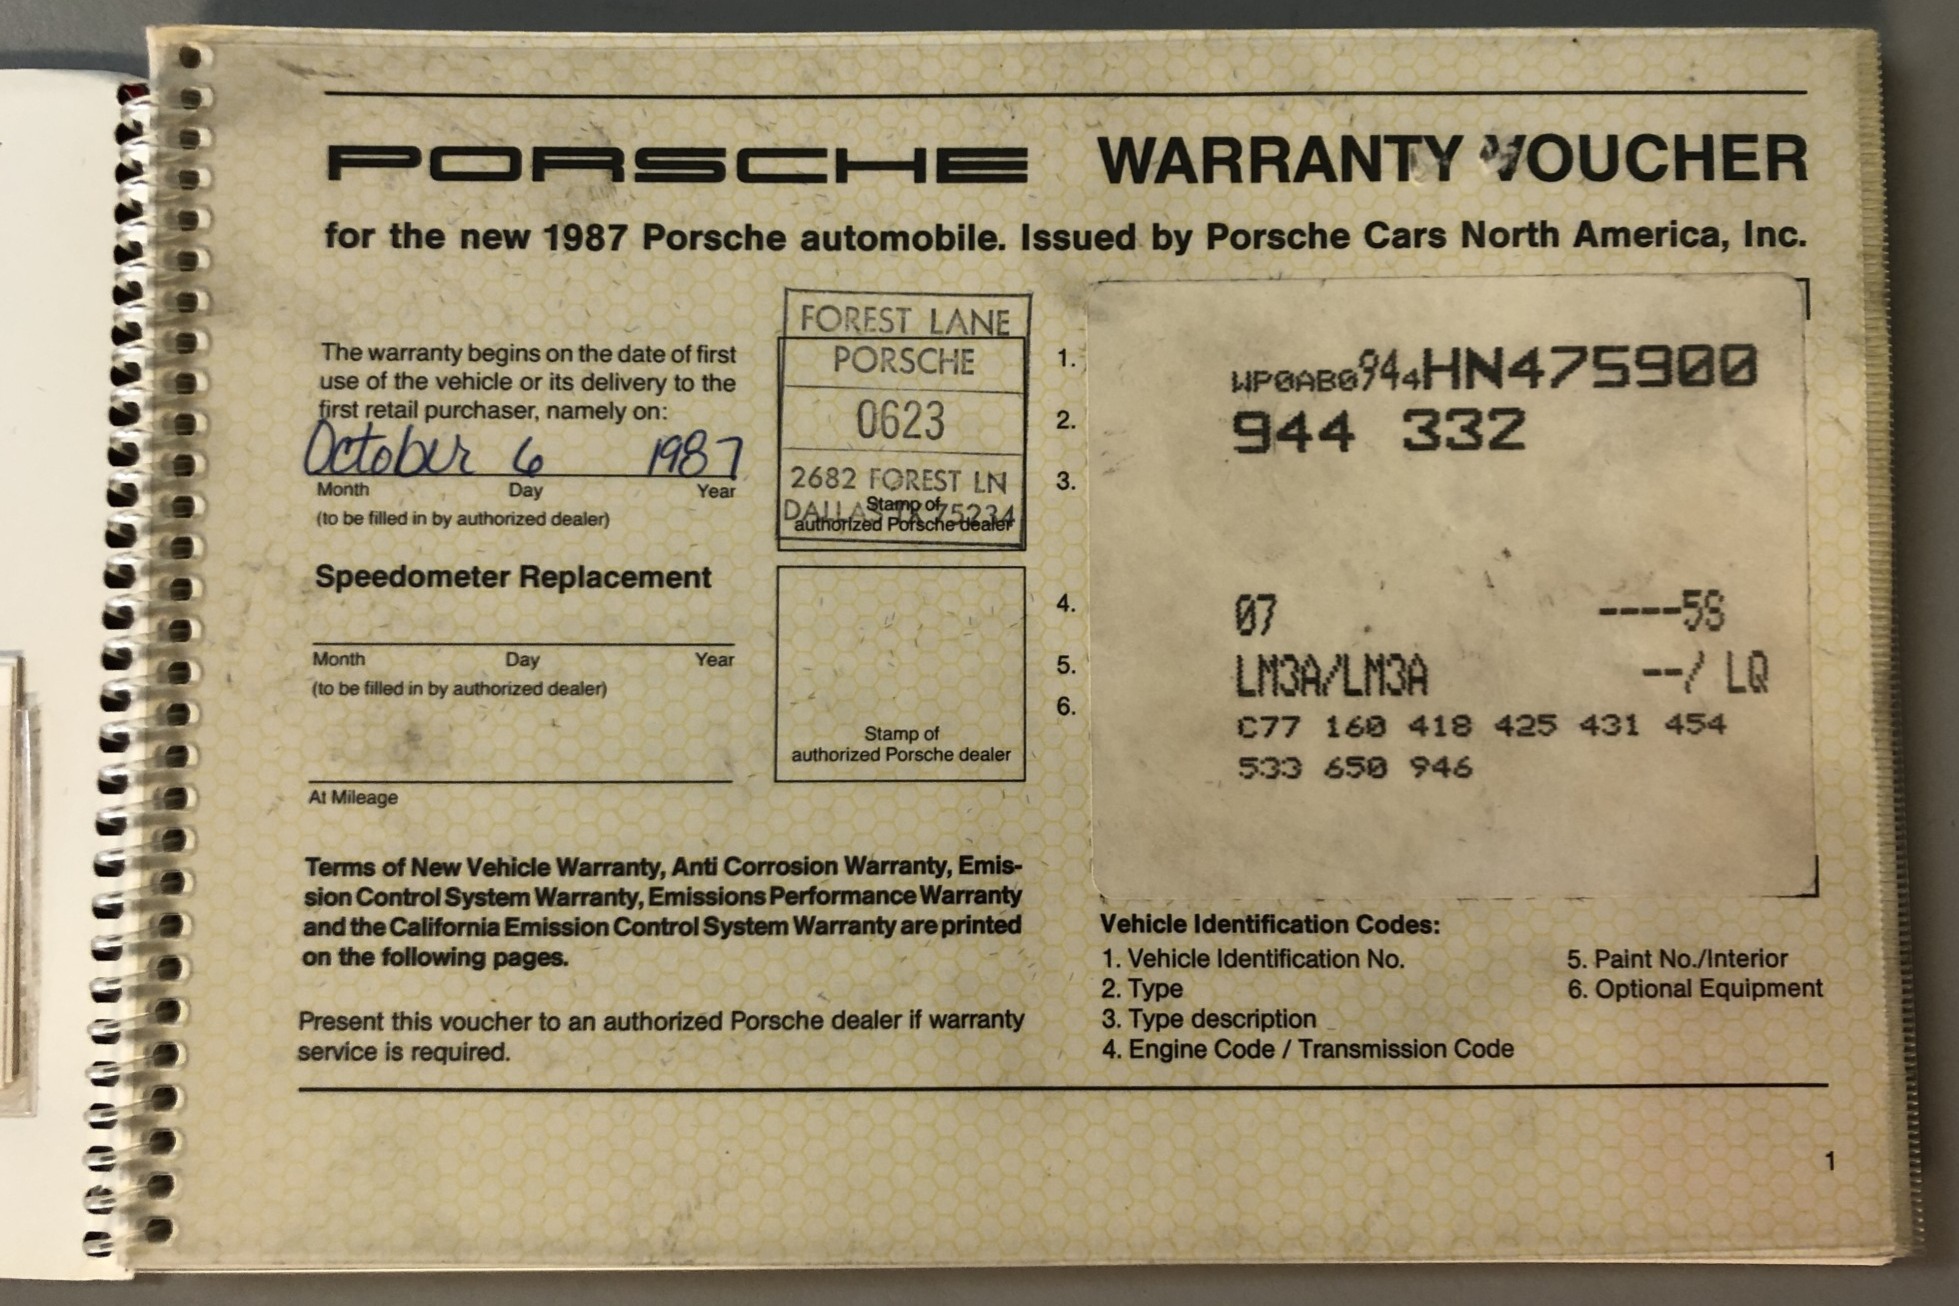 PORSCHE WARRANTY VOUCHER
for the new 1987 Porsche automobile. Issued by Porsche Cars North America, Inc.
The warranty begins on the date of first
use of the vehicle or its delivery to the
first retail purchaser, namely on:
October 6 1987
Month Day Year
(to be filled in by authorized dealer)
FOREST LANE
PORSCHE
0623
2682 FOREST LN
DALLAS TX 75234
Stamp of
authorized Porsche dealer
Speedometer Replacement
Month Day Year
(to be filled in by authorized dealer)
At Mileage
Stamp of
authorized Porsche dealer
Terms of New Vehicle Warranty, Anti Corrosion Warranty, Emis-
sion Control System Warranty, Emissions Performance Warranty
and the California Emission Control System Warranty are printed
on the following pages.
Present this voucher to an authorized Porsche dealer if warranty
service is required.
1. WP0AB0944HN475900
2. 944 332
3.
4. 07 ----5S
5. LM3A/LM3A --/ LQ
6. C77 160 418 425 431 454
533 650 946
Vehicle Identification Codes:
1. Vehicle Identification No.
2. Type
3. Type description
4. Engine Code / Transmission Code
5. Paint No./Interior
6. Optional Equipment
1